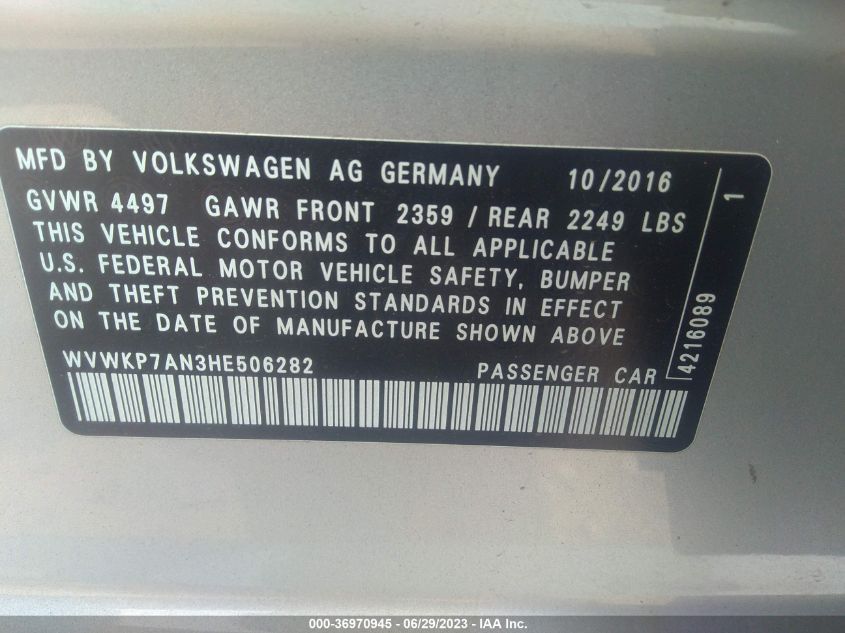 MFD BY VOLKSWAGEN AG GERMANY 10/2016
GVWR 4497 GAWR FRONT 2359 / REAR 2249 LBS
THIS VEHICLE CONFORMS TO ALL APPLICABLE
U.S. FEDERAL MOTOR VEHICLE SAFETY, BUMPER
AND THEFT PREVENTION STANDARDS IN EFFECT
ON THE DATE OF MANUFACTURE SHOWN ABOVE
WVWKP7AN3HE506282 PASSENGER CAR
4216089 1
000-36970945 - 06/29/2023 - IAA Inc.